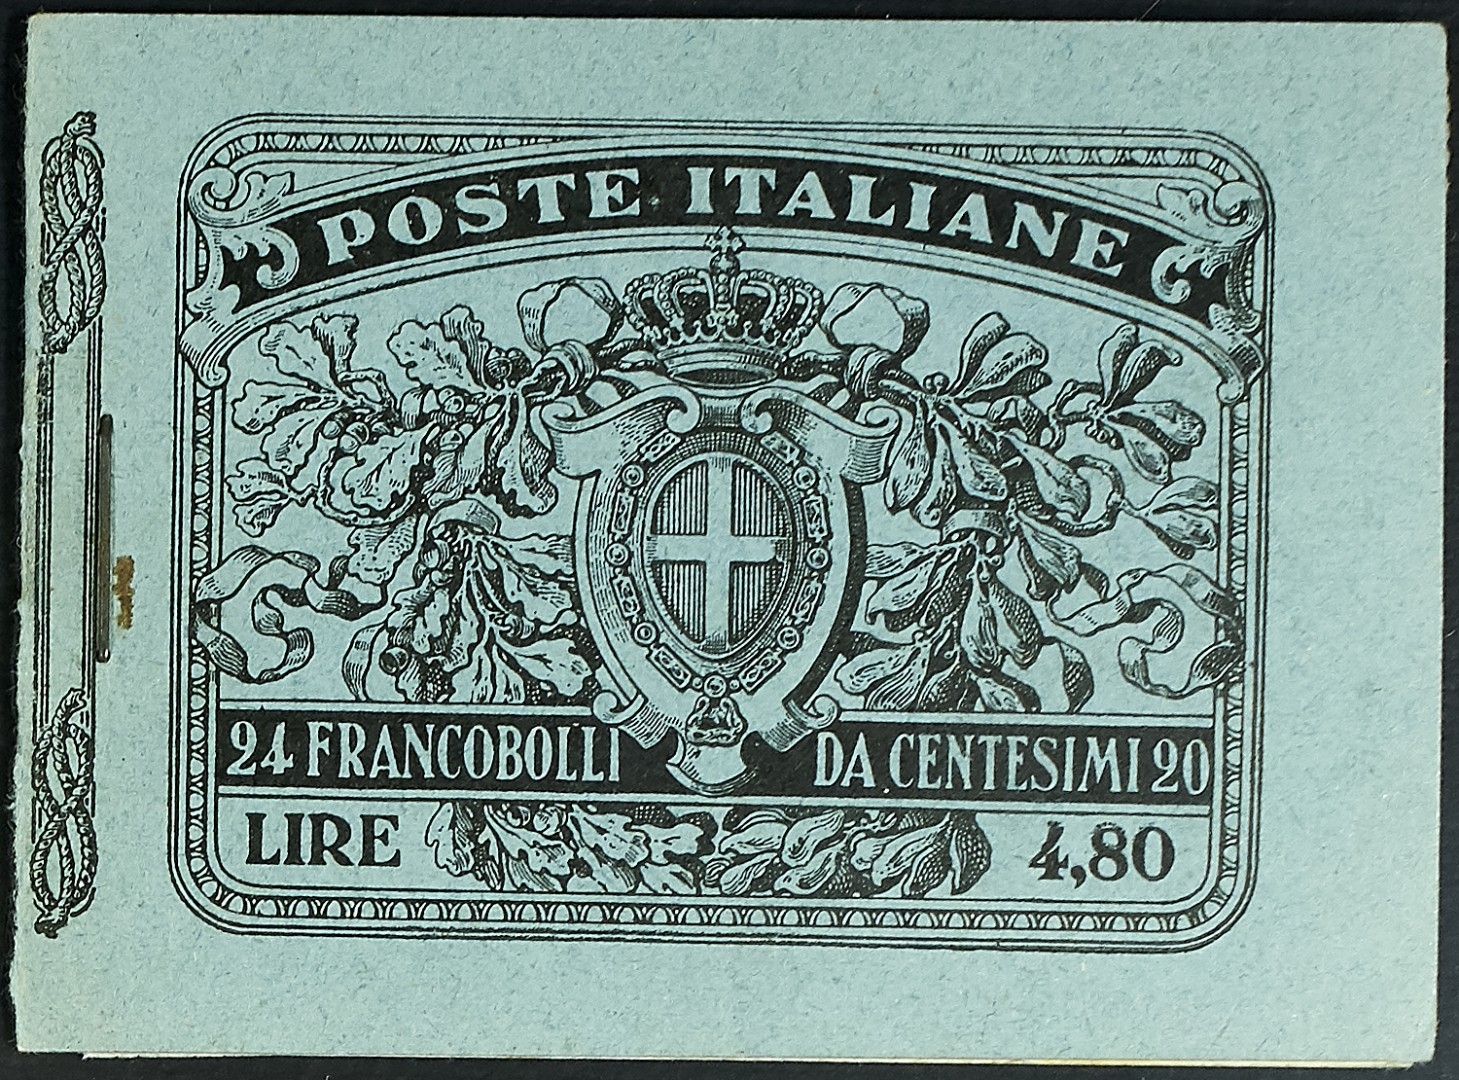 POSTE ITALIANE
24 FRANCOBOLLI DA CENTESIMI 20
LIRE 4,80